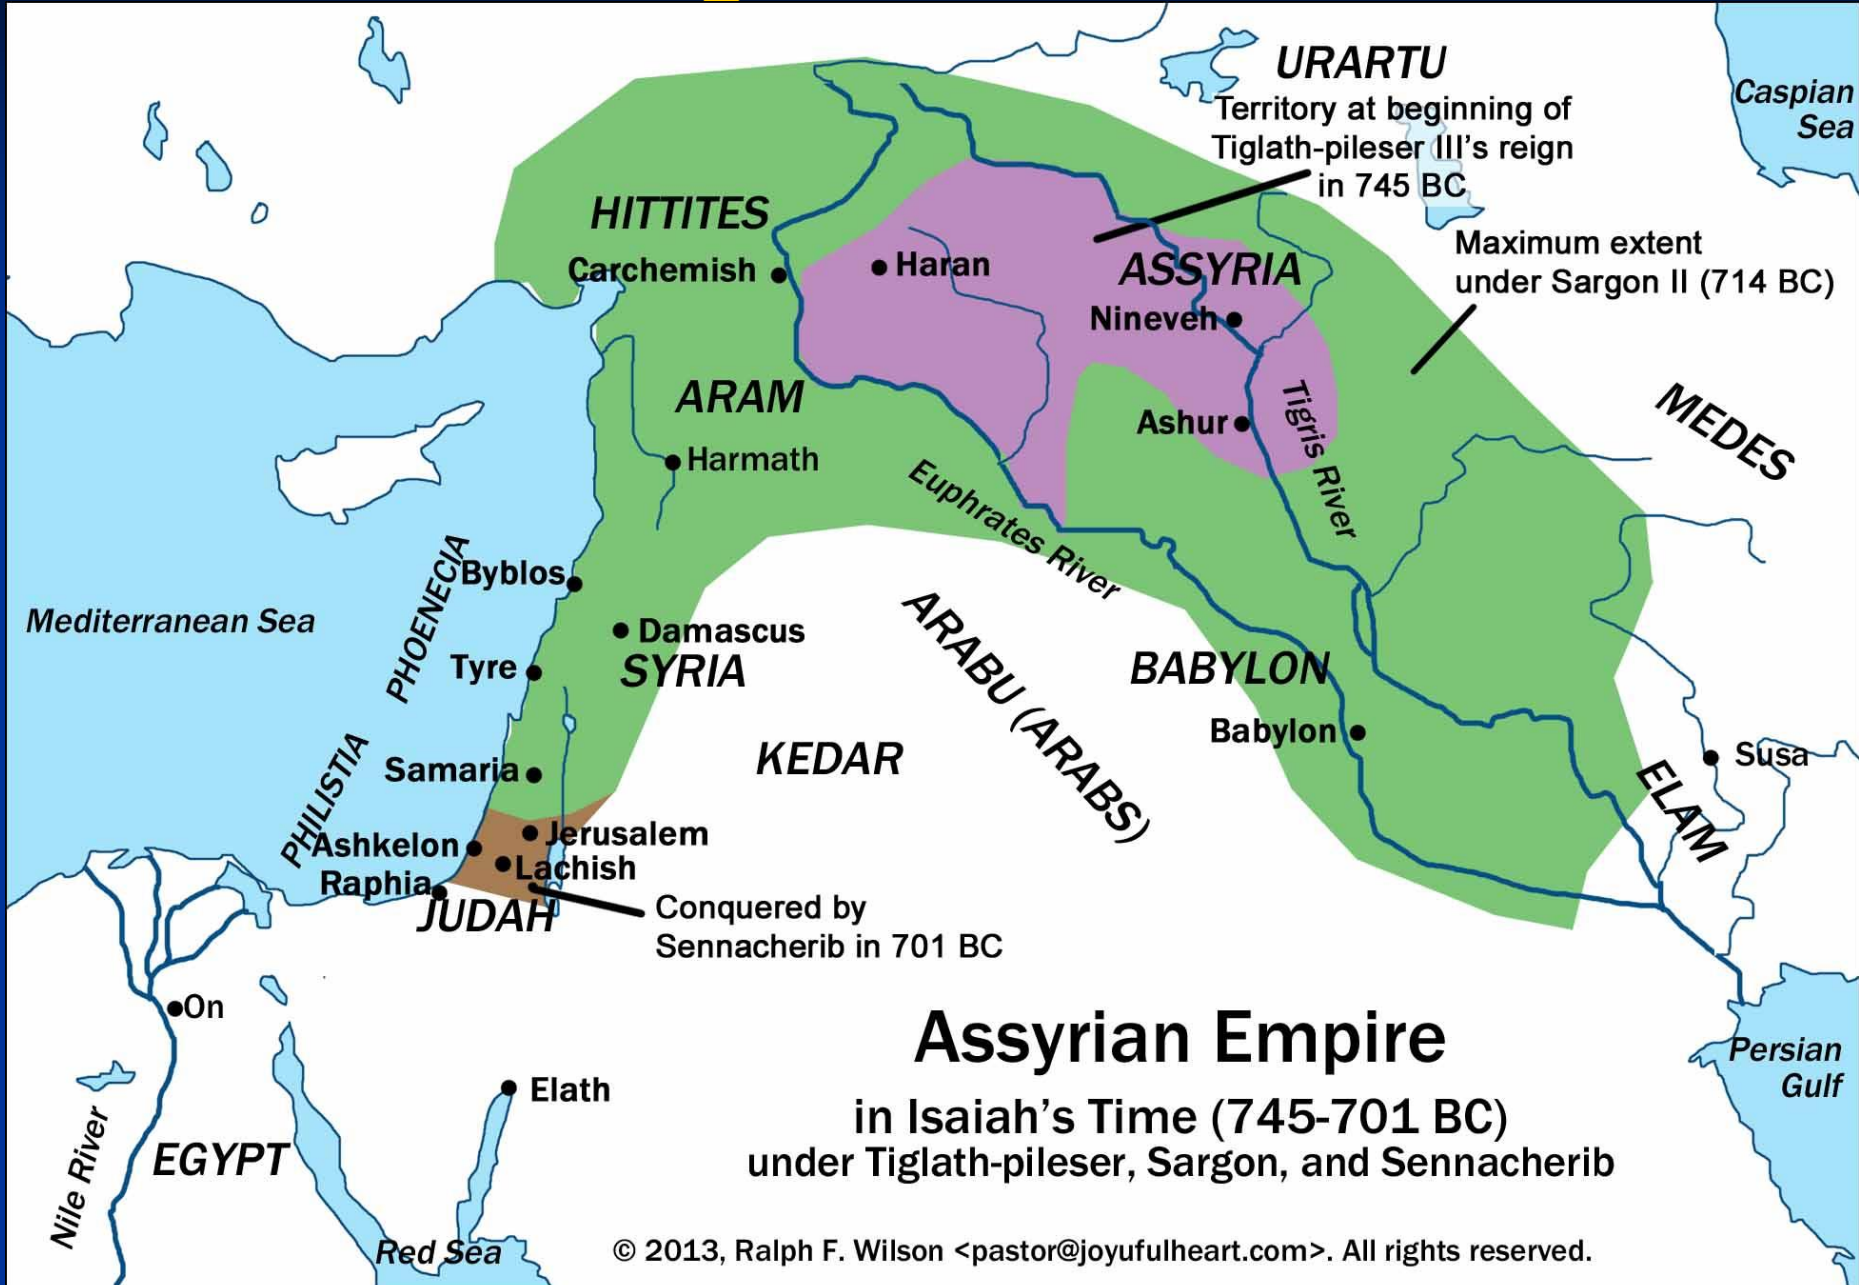 URARTU
Territory at beginning of
Tiglath-pileser III's reign
in 745 BC
Caspian
Sea
HITTITES
Carchemish
Haran
ASSYRIA
Nineveh
Maximum extent
under Sargon II (714 BC)
ARAM
Ashur
Tigris River
MEDES
Harmath
Euphrates River
PHOENECIA
Byblos
Mediterranean Sea
Damascus
SYRIA
Tyre
ARABU (ARABS)
BABYLON
Babylon
KEDAR
Samaria
PHILISTIA
Susa
ELAM
Jerusalem
Ashkelon
Lachish
Raphia
JUDAH
Conquered by
Sennacherib in 701 BC
On
Assyrian Empire
in Isaiah's Time (745-701 BC)
under Tiglath-pileser, Sargon, and Sennacherib
Persian
Gulf
Elath
Nile River
EGYPT
Red Sea
© 2013, Ralph F. Wilson <pastor@joyufulheart.com>. All rights reserved.